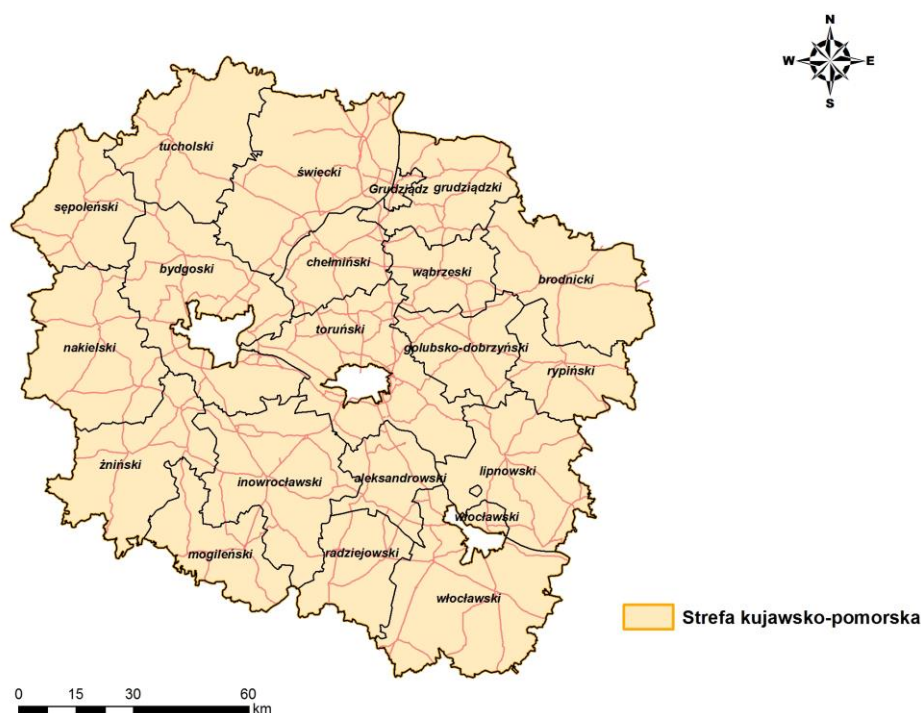 N
W E
S
tucholski
świecki
Grudziądz grudziądzki
sępoleński
bydgoski
chełmiński
wąbrzeski
brodnicki
toruński
nakielski
golubsko-dobrzyński
rypiński
żniński
inowrocławski
aleksandrowski
lipnowski
włocławski
mogileński
radziejowski
włocławski
Strefa kujawsko-pomorska
0 15 30 60
km